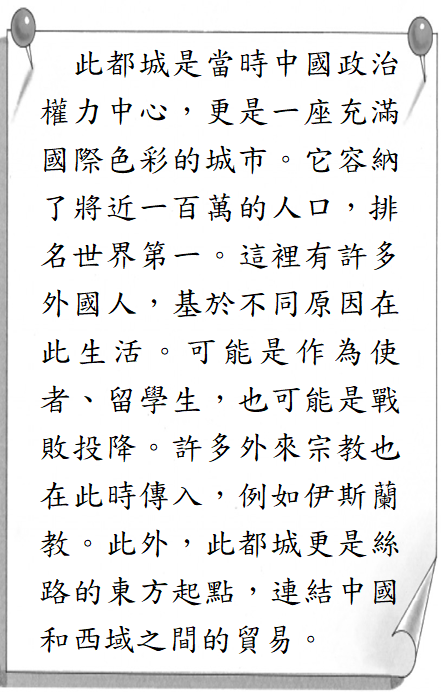 此都城是當時中國政治
權力中心，更是一座充滿
國際色彩的城市。它容納
了將近一百萬的人口，排
名世界第一。這裡有許多
外國人，基於不同原因在
此生活。可能是作為使
者、留學生，也可能是戰
敗投降。許多外來宗教也
在此時傳入，例如伊斯蘭
教。此外，此都城更是絲
路的東方起點，連結中國
和西域之間的貿易。